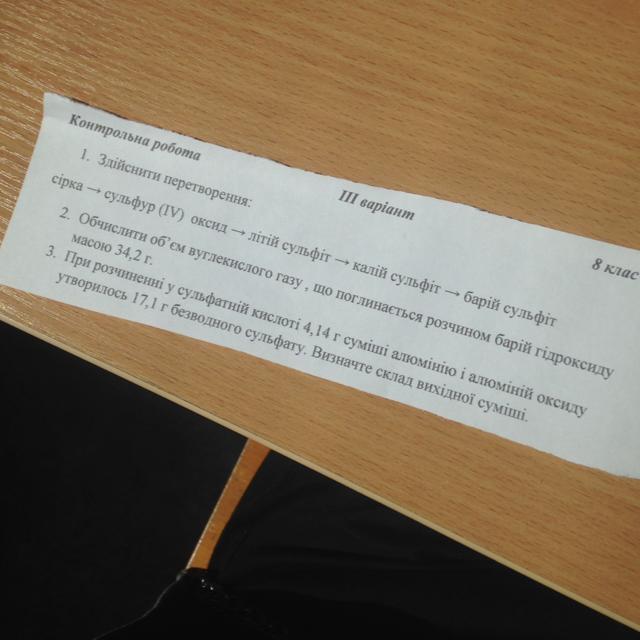 Контрольна робота
III варіант
8 клас
1. Здійснити перетворення:
сірка → сульфур (IV) оксид → літій сульфіт → калій сульфіт → барій сульфіт
2. Обчислити об'єм вуглекислого газу , що поглинається розчином барій гідроксиду
масою 34,2 г.
3. При розчиненні у сульфатній кислоті 4,14 г суміші алюмінію і алюміній оксиду
утворилось 17,1 г безводного сульфату. Визначте склад вихідної суміші.